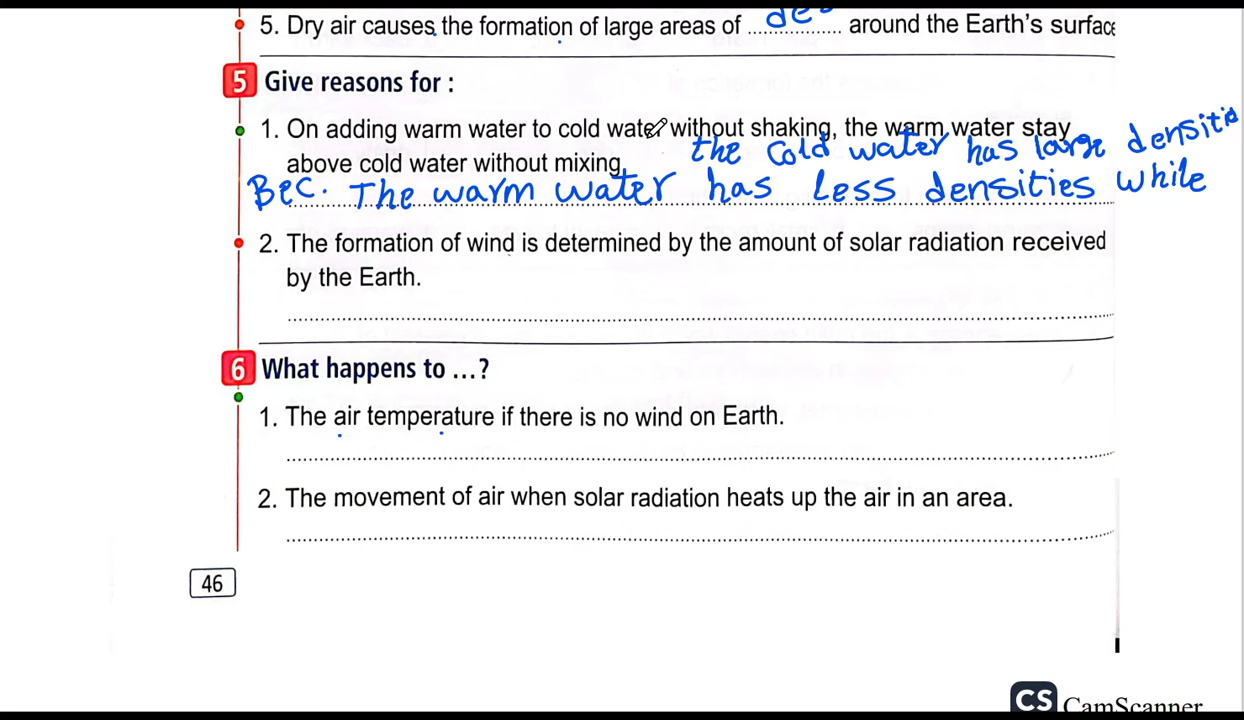 5. Dry air causes the formation of large areas of ................ around the Earth's surface
5 Give reasons for :
1. On adding warm water to cold water without shaking, the warm water stay
above cold water without mixing.
the cold water has large densitie
Bec. The warm water has less densities while
2. The formation of wind is determined by the amount of solar radiation received
by the Earth.
6 What happens to ...?
1. The air temperature if there is no wind on Earth.
2. The movement of air when solar radiation heats up the air in an area.
46
CS CamScanner